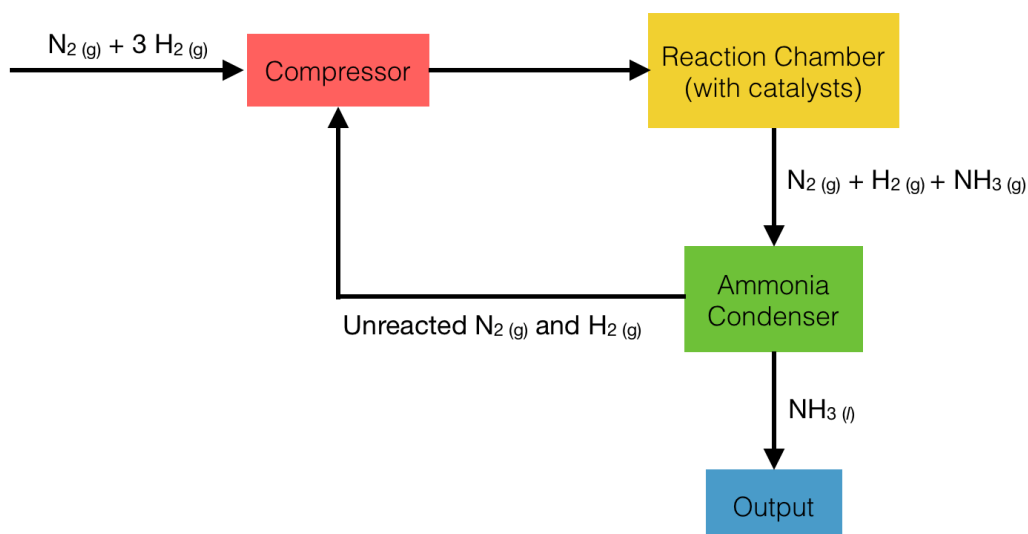 N₂ (g) + 3 H₂ (g)
Compressor
Reaction Chamber
(with catalysts)
N₂ (g) + H₂ (g) + NH₃ (g)
Ammonia
Condenser
Unreacted N₂ (g) and H₂ (g)
NH₃ (l)
Output